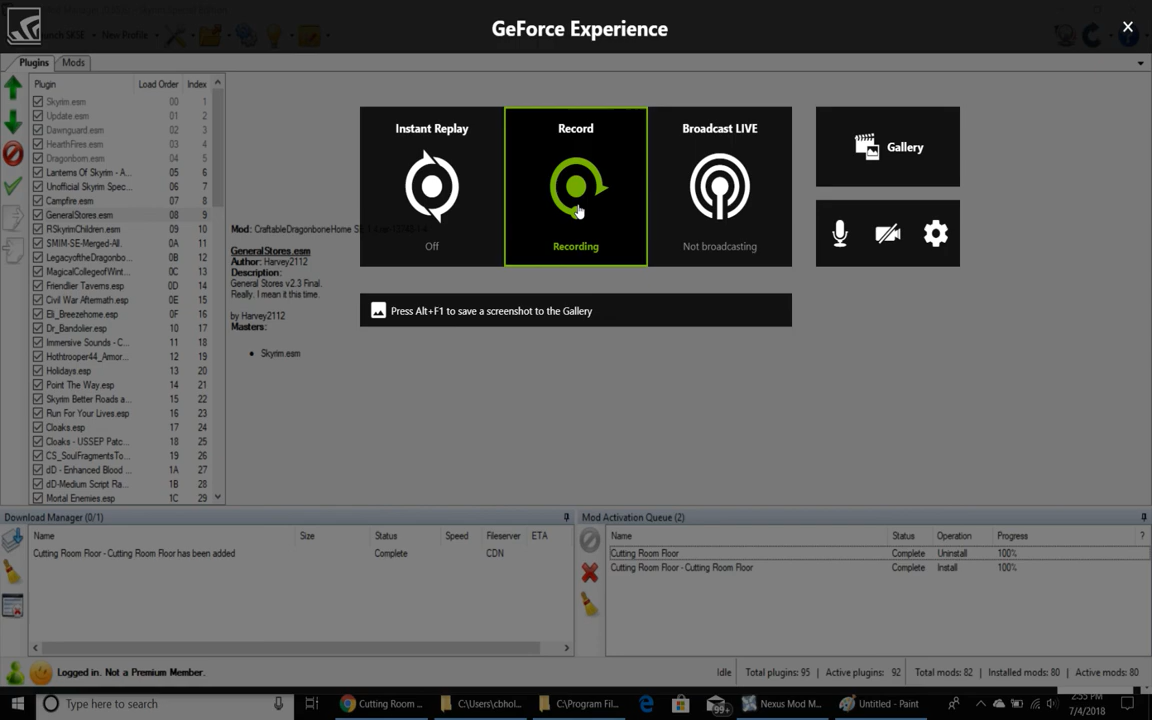 GeForce Experience
New Profile
Plugins
Mods
Plugin Load Order Index
Skyrim.esm 00 1
Update.esm 01 2
Dawnguard.esm 02 3
HearthFires.esm 03 4
Dragonborn.esm 04 5
Lanterns Of Skyrim - A... 05 6
Unofficial Skyrim Spec... 06 7
Campfire.esm 07 8
GeneralStores.esm 08 9
RSkyrimChildren.esm 09 10
SMIM-SE-Merged-All. 0A 11
LegacyoftheDragonbo... 0B 12
MagicalCollegeofWint... 0C 13
Friendlier Taverns.esp 0D 14
Civil War Aftermath.esp 0E 15
Eli_Breezehome.esp 0F 16
Dr_Bandolier.esp 10 17
Immersive Sounds - C... 11 18
Hothtrooper44_Armor... 12 19
Holidays.esp 13 20
Point The Way.esp 14 21
Skyrim Better Roads a... 15 22
Run For Your Lives.esp 16 23
Cloaks.esp 17 24
Cloaks - USSEP Patc... 18 25
CS_SoulFragmentsTo... 19 26
dD - Enhanced Blood ... 1A 27
dD-Medium Script Ra... 1B 28
Mortal Enemies.esp 1C 29
Mod: CraftableDragonboneHome
GeneralStores.esm
Author: Harvey2112
Description:
General Stores v2.3 Final.
Really. I mean it this time.
by Harvey2112
Masters:
• Skyrim.esm
Instant Replay
Off
Record
Recording
Broadcast LIVE
Not broadcasting
Gallery
Press Alt+F1 to save a screenshot to the Gallery
Download Manager (0/1)
Name Size Status Speed Fileserver ETA
Cutting Room Floor - Cutting Room Floor has been added Complete CDN
Mod Activation Queue (2)
Name Status Operation Progress ?
Cutting Room Floor Complete Uninstall 100%
Cutting Room Floor - Cutting Room Floor Complete Install 100%
Logged in. Not a Premium Member.
Idle Total plugins: 95 Active plugins: 92 Total mods: 82 Installed mods: 80 Active mods: 80
Type here to search
Cutting Room ...
C:\Users\cbhol...
C:\Program Fil...
99+
Nexus Mod M...
Untitled - Paint
2:55 PM
7/4/2018